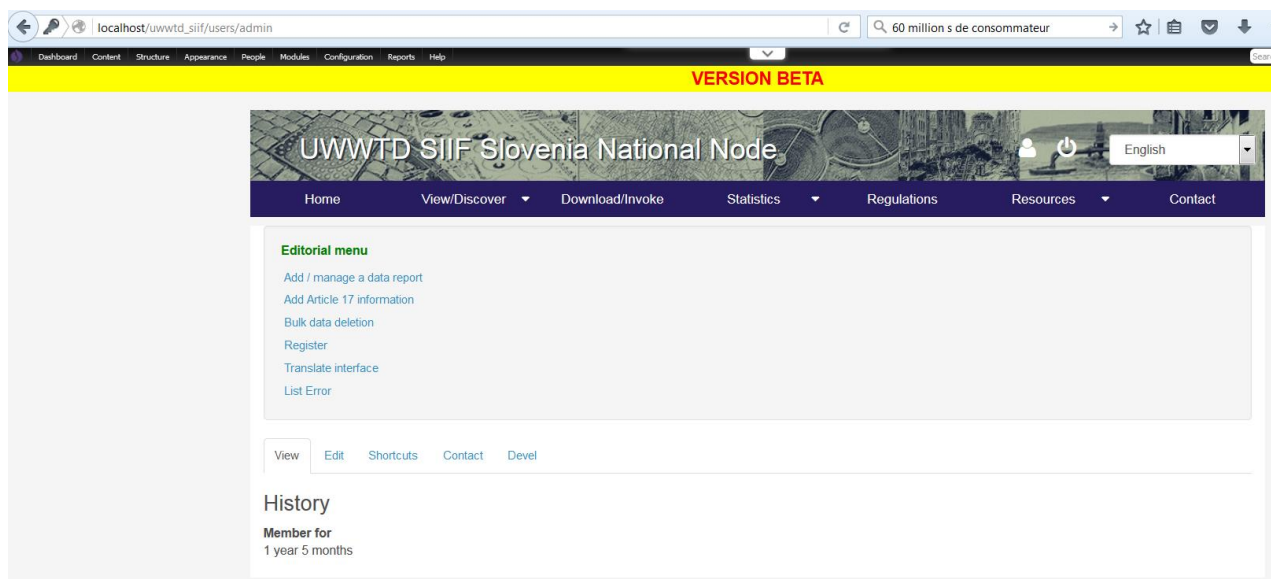 localhost/uwwtd_siif/users/admin
60 million s de consommateur
Dashboard Content Structure Appearance People Modules Configuration Reports Help
Sear
VERSION BETA
UWWTD SIIF Slovenia National Node
English
Home View/Discover Download/Invoke Statistics Regulations Resources Contact
Editorial menu
Add / manage a data report
Add Article 17 information
Bulk data deletion
Register
Translate interface
List Error
View Edit Shortcuts Contact Devel
History
Member for
1 year 5 months